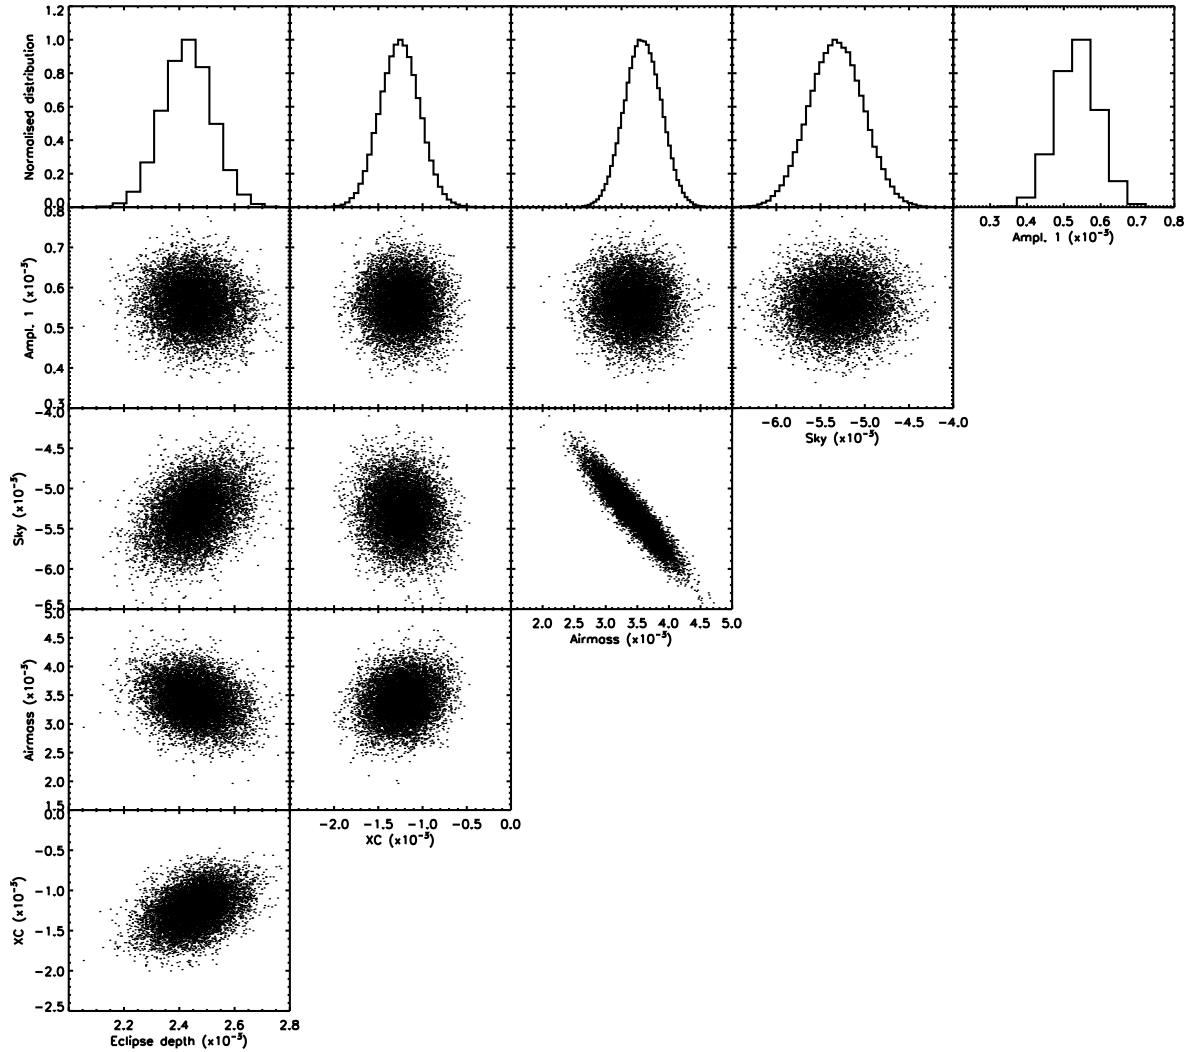 1.2
1.0
0.8
0.6
0.4
0.2
0.0
Normalised distribution
0.3 0.4 0.5 0.6 0.7 0.8
Ampl. 1 (x10⁻³)
0.8
0.7
0.6
0.5
0.4
0.3
Ampl. 1 (x10⁻³)
−6.0 −5.5 −5.0 −4.5 −4.0
Sky (x10⁻³)
−4.0
−4.5
−5.0
−5.5
−6.0
−6.5
Sky (x10⁻³)
2.0 2.5 3.0 3.5 4.0 4.5 5.0
Airmass (x10⁻³)
5.0
4.5
4.0
3.5
3.0
2.5
2.0
1.5
Airmass (x10⁻³)
−2.0 −1.5 −1.0 −0.5 0.0
XC (x10⁻³)
0.0
−0.5
−1.0
−1.5
−2.0
−2.5
XC (x10⁻³)
2.2 2.4 2.6 2.8
Eclipse depth (x10⁻³)